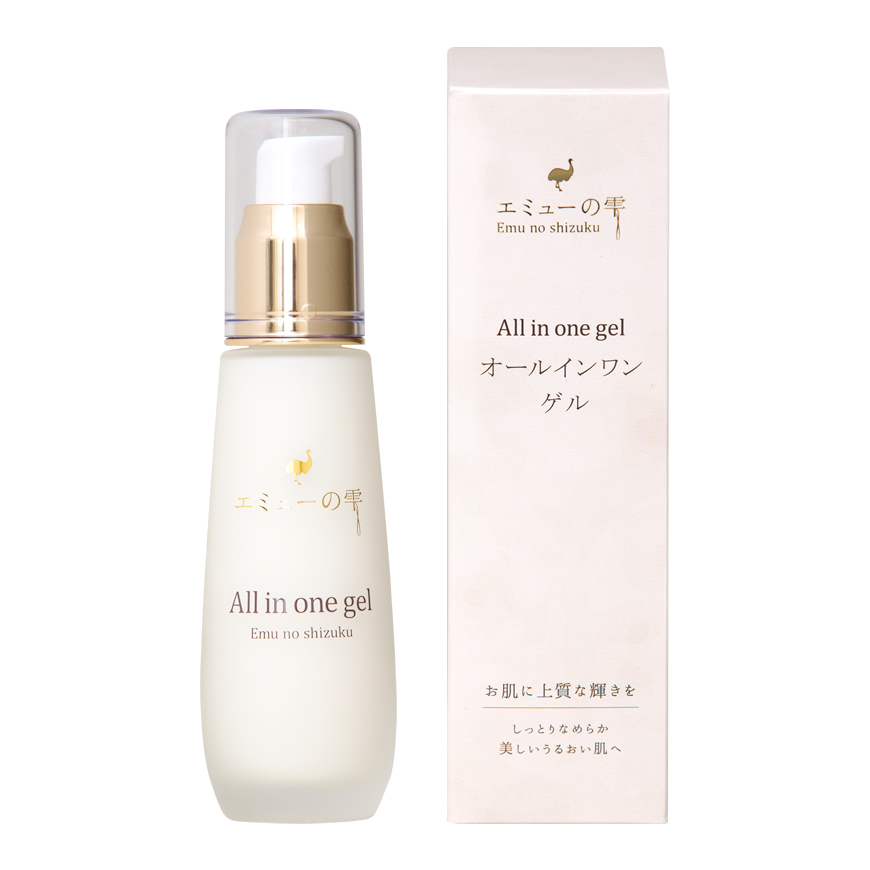 エミューの雫
All in one gel
Emu no shizuku
エミューの雫
Emu no shizuku
All in one gel
オールインワン
ゲル
お肌に上質な輝きを
しっとりなめらか
美しいうるおい肌へ